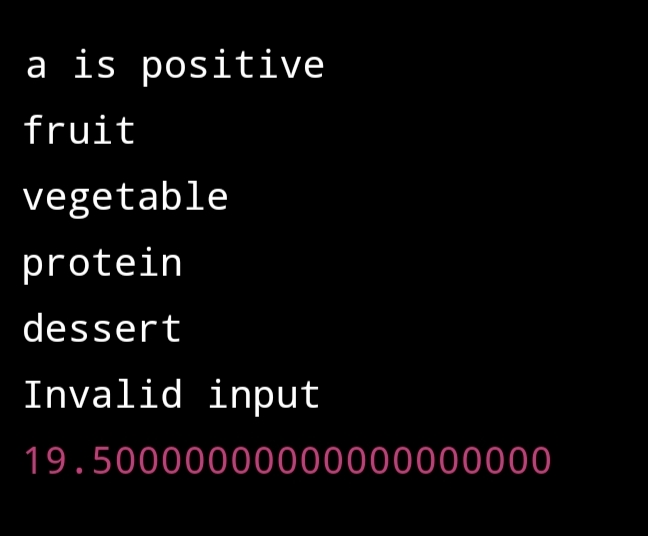 a is positive
fruit
vegetable
protein
dessert
Invalid input
19.50000000000000000000